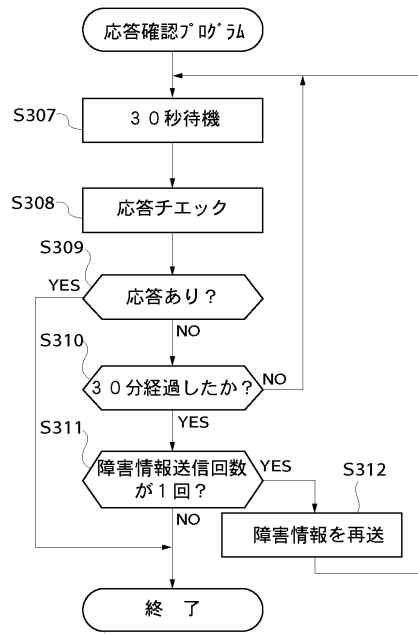 応答確認ﾌﾟﾛｸﾞﾗﾑ
S307
３０秒待機
S308
応答チエック
S309
YES
応答あり？
NO
S310
３０分経過したか？
NO
YES
S311
障害情報送信回数
が１回？
YES
NO
S312
障害情報を再送
終　了